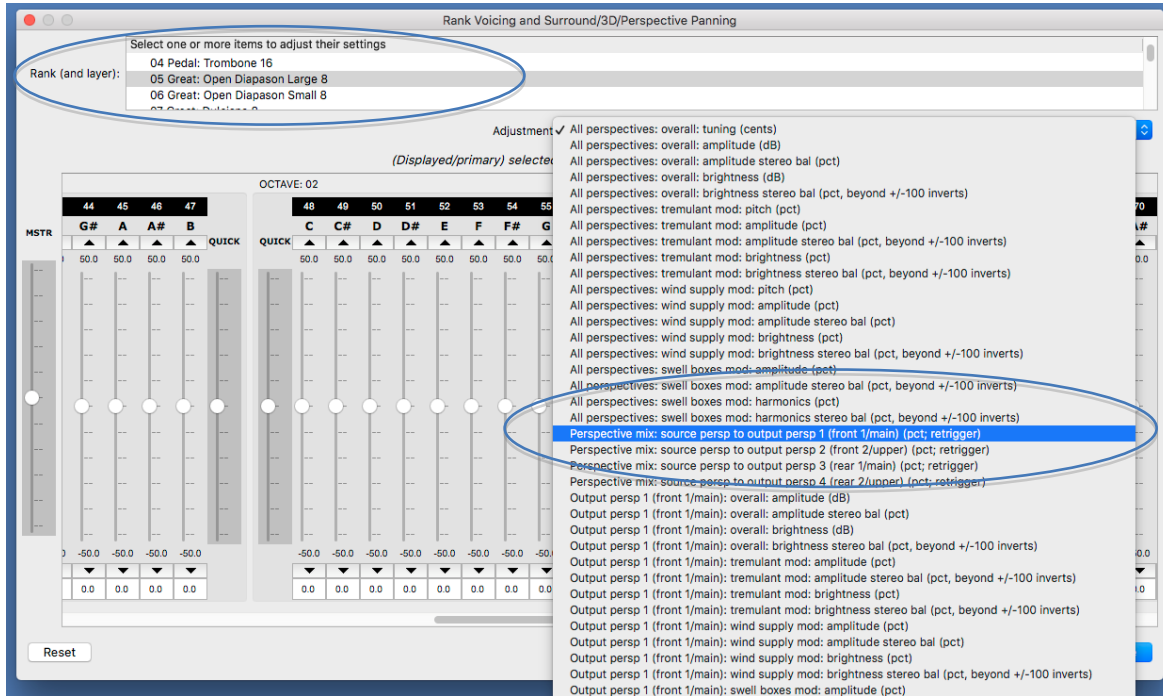 Rank Voicing and Surround/3D/Perspective Panning
Select one or more items to adjust their settings
Rank (and layer):
04 Pedal: Trombone 16
05 Great: Open Diapason Large 8
06 Great: Open Diapason Small 8
Adjustment
(Displayed/primary)
✓ All perspectives: overall: tuning (cents)
All perspectives: overall: amplitude (dB)
All perspectives: overall: amplitude stereo bal (pct)
All perspectives: overall: brightness (dB)
All perspectives: overall: brightness stereo bal (pct, beyond +/-100 inverts)
All perspectives: tremulant mod: pitch (pct)
All perspectives: tremulant mod: amplitude (pct)
All perspectives: tremulant mod: amplitude stereo bal (pct, beyond +/-100 inverts)
All perspectives: tremulant mod: brightness (pct)
All perspectives: tremulant mod: brightness stereo bal (pct, beyond +/-100 inverts)
All perspectives: wind supply mod: pitch (pct)
All perspectives: wind supply mod: amplitude (pct)
All perspectives: wind supply mod: amplitude stereo bal (pct)
All perspectives: wind supply mod: brightness (pct)
All perspectives: wind supply mod: brightness stereo bal (pct, beyond +/-100 inverts)
All perspectives: swell boxes mod: amplitude (pct)
All perspectives: swell boxes mod: amplitude stereo bal (pct, beyond +/-100 inverts)
All perspectives: swell boxes mod: harmonics (pct)
All perspectives: swell boxes mod: harmonics stereo bal (pct, beyond +/-100 inverts)
Perspective mix: source persp to output persp 1 (front 1/main) (pct; retrigger)
Perspective mix: source persp to output persp 2 (front 2/upper) (pct; retrigger)
Perspective mix: source persp to output persp 3 (rear 1/main) (pct; retrigger)
Perspective mix: source persp to output persp 4 (rear 2/upper) (pct; retrigger)
Output persp 1 (front 1/main): overall: amplitude (dB)
Output persp 1 (front 1/main): overall: amplitude stereo bal (pct)
Output persp 1 (front 1/main): overall: brightness (dB)
Output persp 1 (front 1/main): overall: brightness stereo bal (pct, beyond +/-100 inverts)
Output persp 1 (front 1/main): tremulant mod: amplitude (pct)
Output persp 1 (front 1/main): tremulant mod: amplitude stereo bal (pct, beyond +/-100 inverts)
Output persp 1 (front 1/main): tremulant mod: brightness (pct)
Output persp 1 (front 1/main): tremulant mod: brightness stereo bal (pct, beyond +/-100 inverts)
Output persp 1 (front 1/main): wind supply mod: amplitude (pct)
Output persp 1 (front 1/main): wind supply mod: amplitude stereo bal (pct)
Output persp 1 (front 1/main): wind supply mod: brightness (pct)
Output persp 1 (front 1/main): wind supply mod: brightness stereo bal (pct, beyond +/-100 inverts)
Output persp 1 (front 1/main): swell boxes mod: amplitude (pct)
OCTAVE: 02
44 45 46 47 48 49 50 51 52 53 54 55 70
MSTR G# A A# B QUICK QUICK C C# D D# E F F# G
50.0 50.0 50.0 50.0 50.0 50.0 50.0 50.0 50.0 50.0 50.0
-50.0 -50.0 -50.0 -50.0 -50.0 -50.0 -50.0 -50.0 -50.0 -50.0 -50.0
0.0 0.0 0.0 0.0 0.0 0.0 0.0 0.0 0.0 0.0 0.0
Reset